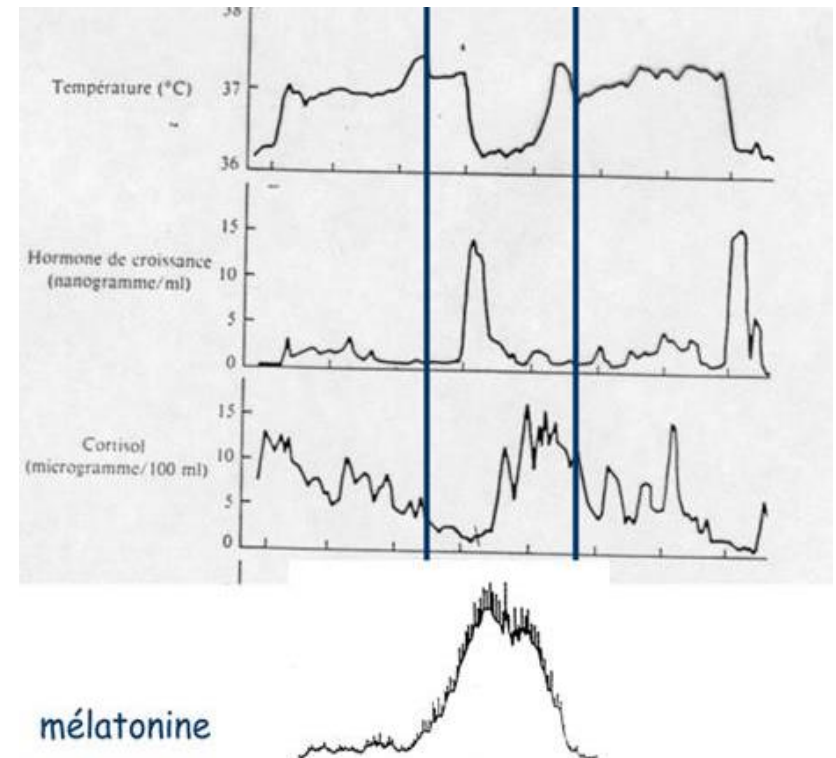 38
Température (°C)
37
36
15
Hormone de croissance
10
(nanogramme/ml)
5
0
15
Cortisol
10
(microgramme/100 ml)
5
0
mélatonine